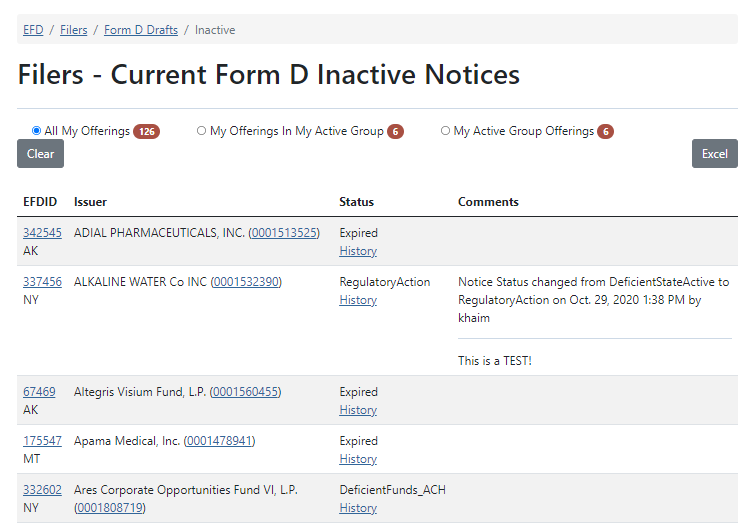 EFD / Filers / Form D Drafts / Inactive
Filers - Current Form D Inactive Notices
All My Offerings 126 My Offerings In My Active Group 6 My Active Group Offerings 6
Clear Excel
EFDID Issuer Status Comments
342545 ADIAL PHARMACEUTICALS, INC. (0001513525) Expired
AK History
337456 ALKALINE WATER Co INC (0001532390) RegulatoryAction Notice Status changed from DeficientStateActive to
NY History RegulatoryAction on Oct. 29, 2020 1:38 PM by
khaim
This is a TEST!
67469 Altegris Visium Fund, L.P. (0001560455) Expired
AK History
175547 Apama Medical, Inc. (0001478941) Expired
MT History
332602 Ares Corporate Opportunities Fund VI, L.P. DeficientFunds_ACH
NY (0001808719) History